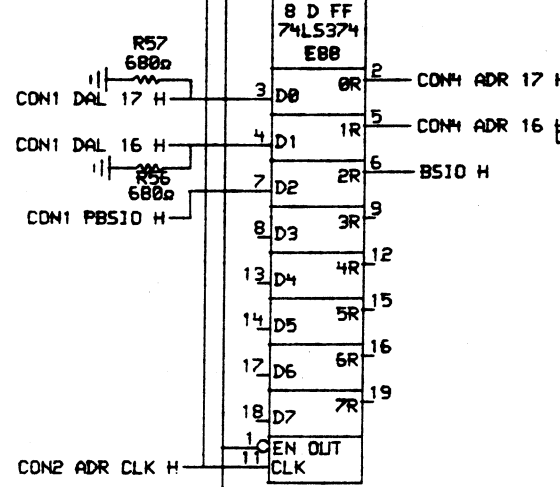 8 D FF
74LS374
E88
R57
680Ω
CON1 DAL 17 H
3 D0 0R 2 CON4 ADR 17 H
CON1 DAL 16 H
4 D1 1R 5 CON4 ADR 16 H
R56
680Ω
7 D2 2R 6 BSIO H
CON1 PBSIO H
8 D3 3R 9
13 D4 4R 12
14 D5 5R 15
17 D6 6R 16
18 D7 7R 19
1 EN OUT
CON2 ADR CLK H 11 CLK